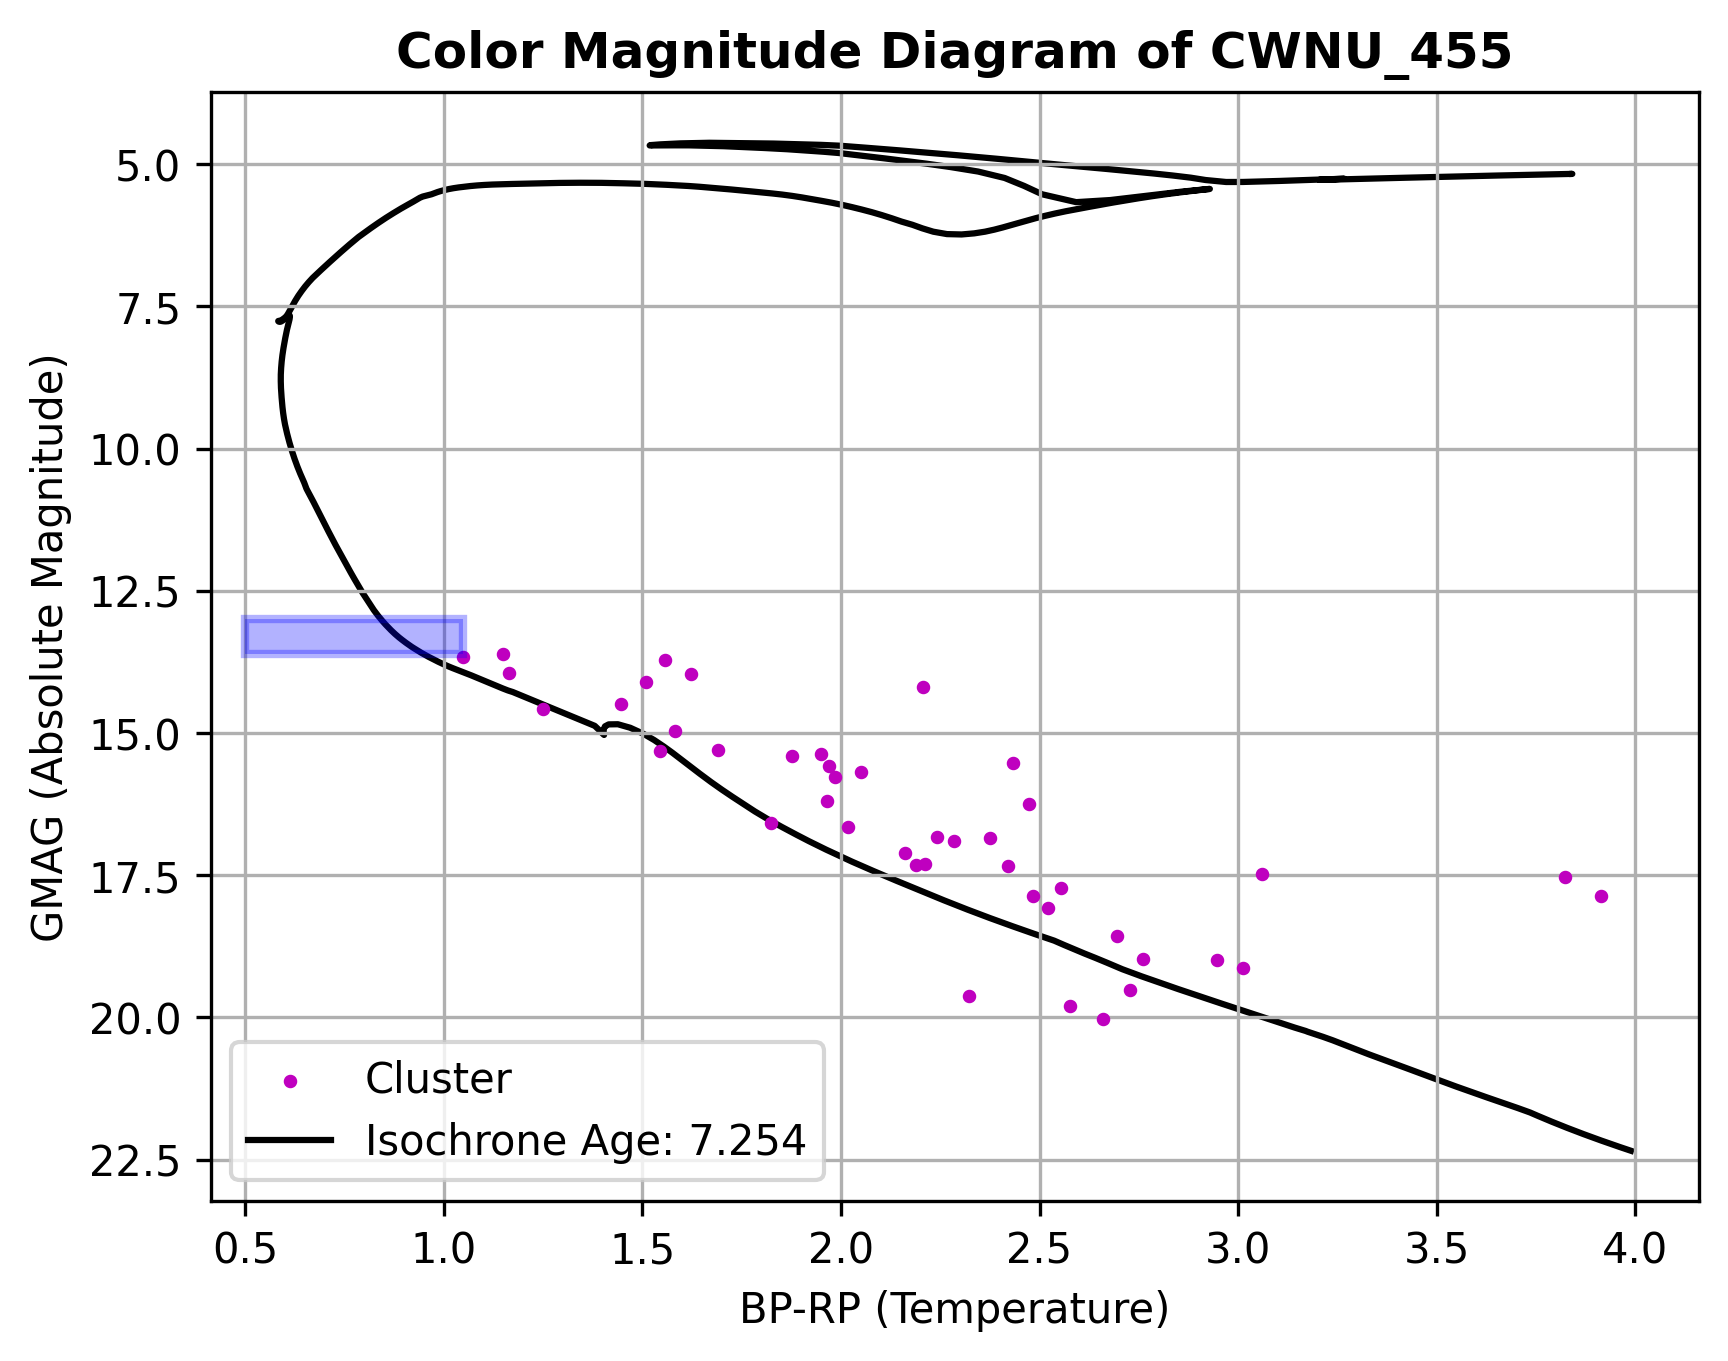 Color Magnitude Diagram of CWNU_455
GMAG (Absolute Magnitude)
5.0
7.5
10.0
12.5
15.0
17.5
20.0
22.5
Cluster
Isochrone Age: 7.254
0.5 1.0 1.5 2.0 2.5 3.0 3.5 4.0
BP-RP (Temperature)